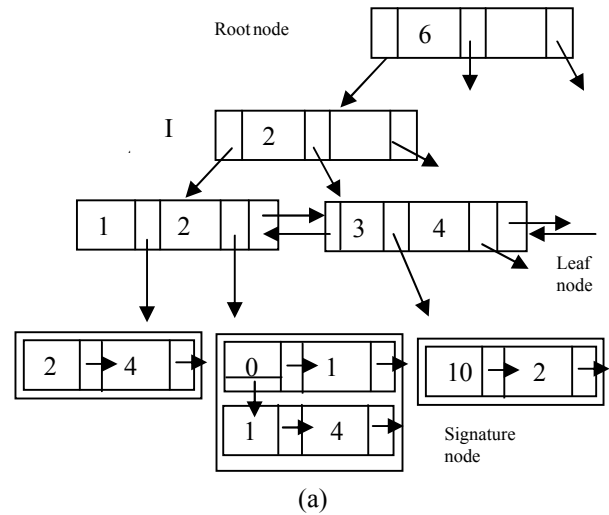 Root node
6
I
2
1 2
3 4
Leaf
node
2 4
0 1
10 2
1 4
Signature
node
(a)